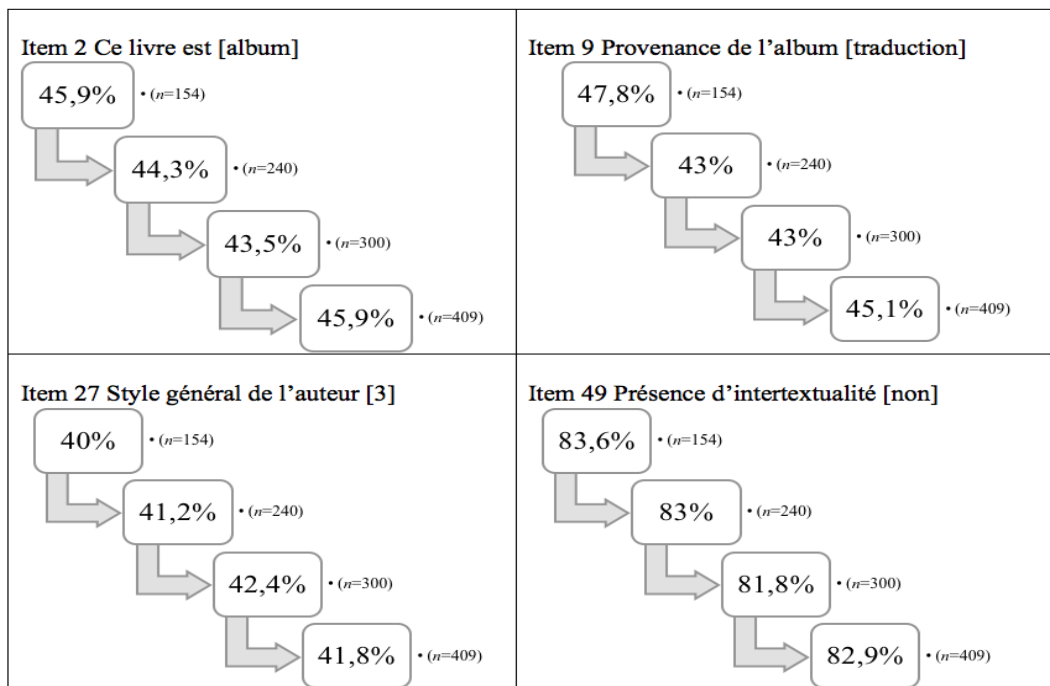 Item 2 Ce livre est [album]
45,9% • (n=154)
44,3% • (n=240)
43,5% • (n=300)
45,9% • (n=409)
Item 9 Provenance de l’album [traduction]
47,8% • (n=154)
43% • (n=240)
43% • (n=300)
45,1% • (n=409)
Item 27 Style général de l’auteur [3]
40% • (n=154)
41,2% • (n=240)
42,4% • (n=300)
41,8% • (n=409)
Item 49 Présence d’intertextualité [non]
83,6% • (n=154)
83% • (n=240)
81,8% • (n=300)
82,9% • (n=409)